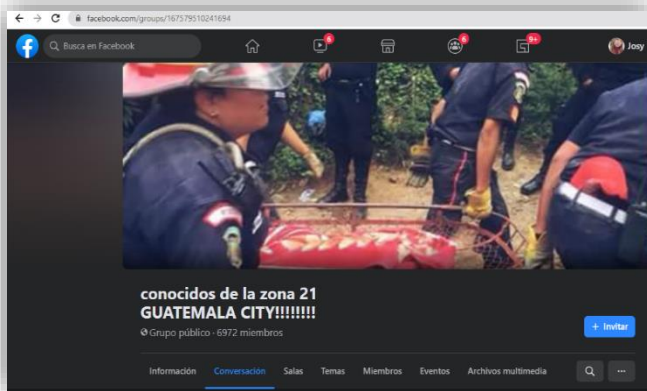 facebook.com/groups/167579510241694
Busca en Facebook
6
6
9+
Josy
conocidos de la zona 21
GUATEMALA CITY!!!!!!!!
Grupo público · 6972 miembros
+ Invitar
Información Conversación Salas Temas Miembros Eventos Archivos multimedia